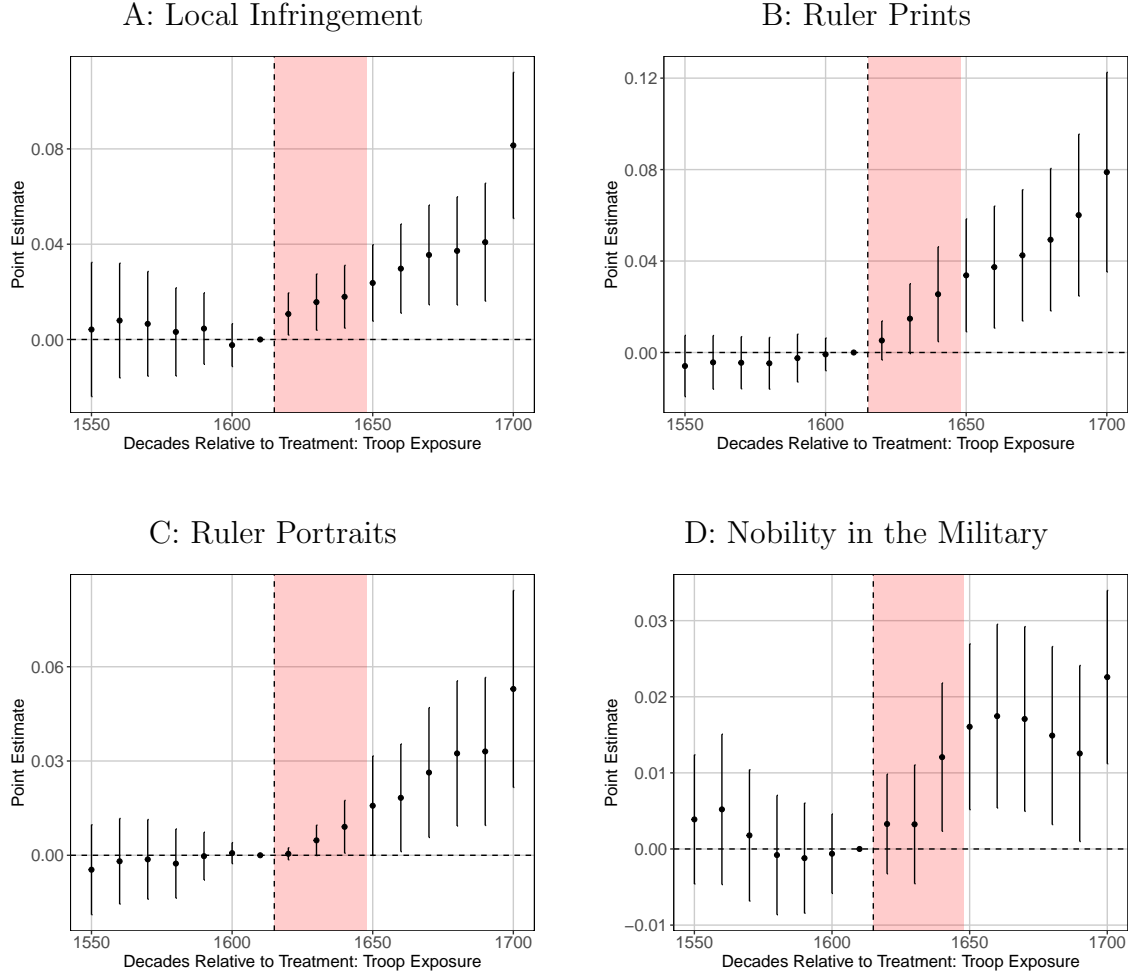 A: Local Infringement
Point Estimate
0.08
0.04
0.00
1550 1600 1650 1700
Decades Relative to Treatment: Troop Exposure
B: Ruler Prints
Point Estimate
0.12
0.08
0.04
0.00
1550 1600 1650 1700
Decades Relative to Treatment: Troop Exposure
C: Ruler Portraits
Point Estimate
0.06
0.03
0.00
1550 1600 1650 1700
Decades Relative to Treatment: Troop Exposure
D: Nobility in the Military
Point Estimate
0.03
0.02
0.01
0.00
−0.01
1550 1600 1650 1700
Decades Relative to Treatment: Troop Exposure